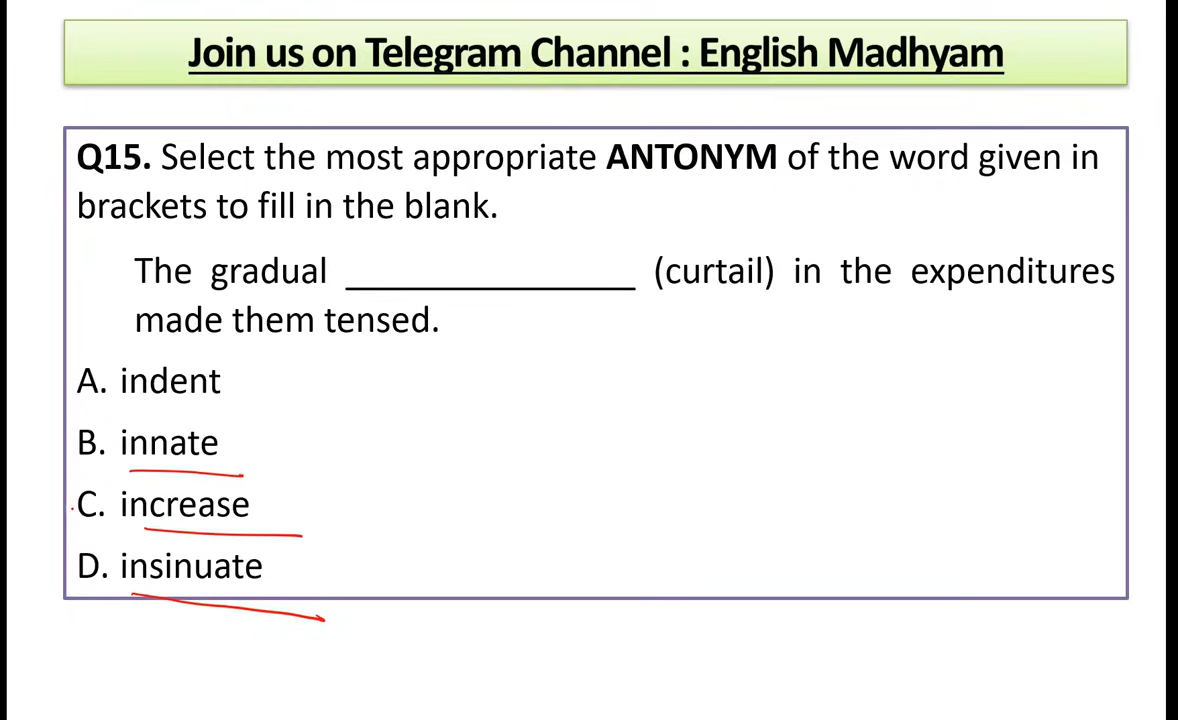 Join us on Telegram Channel : English Madhyam
Q15. Select the most appropriate ANTONYM of the word given in
brackets to fill in the blank.
The gradual ________________ (curtail) in the expenditures
made them tensed.
A. indent
B. innate
C. increase
D. insinuate